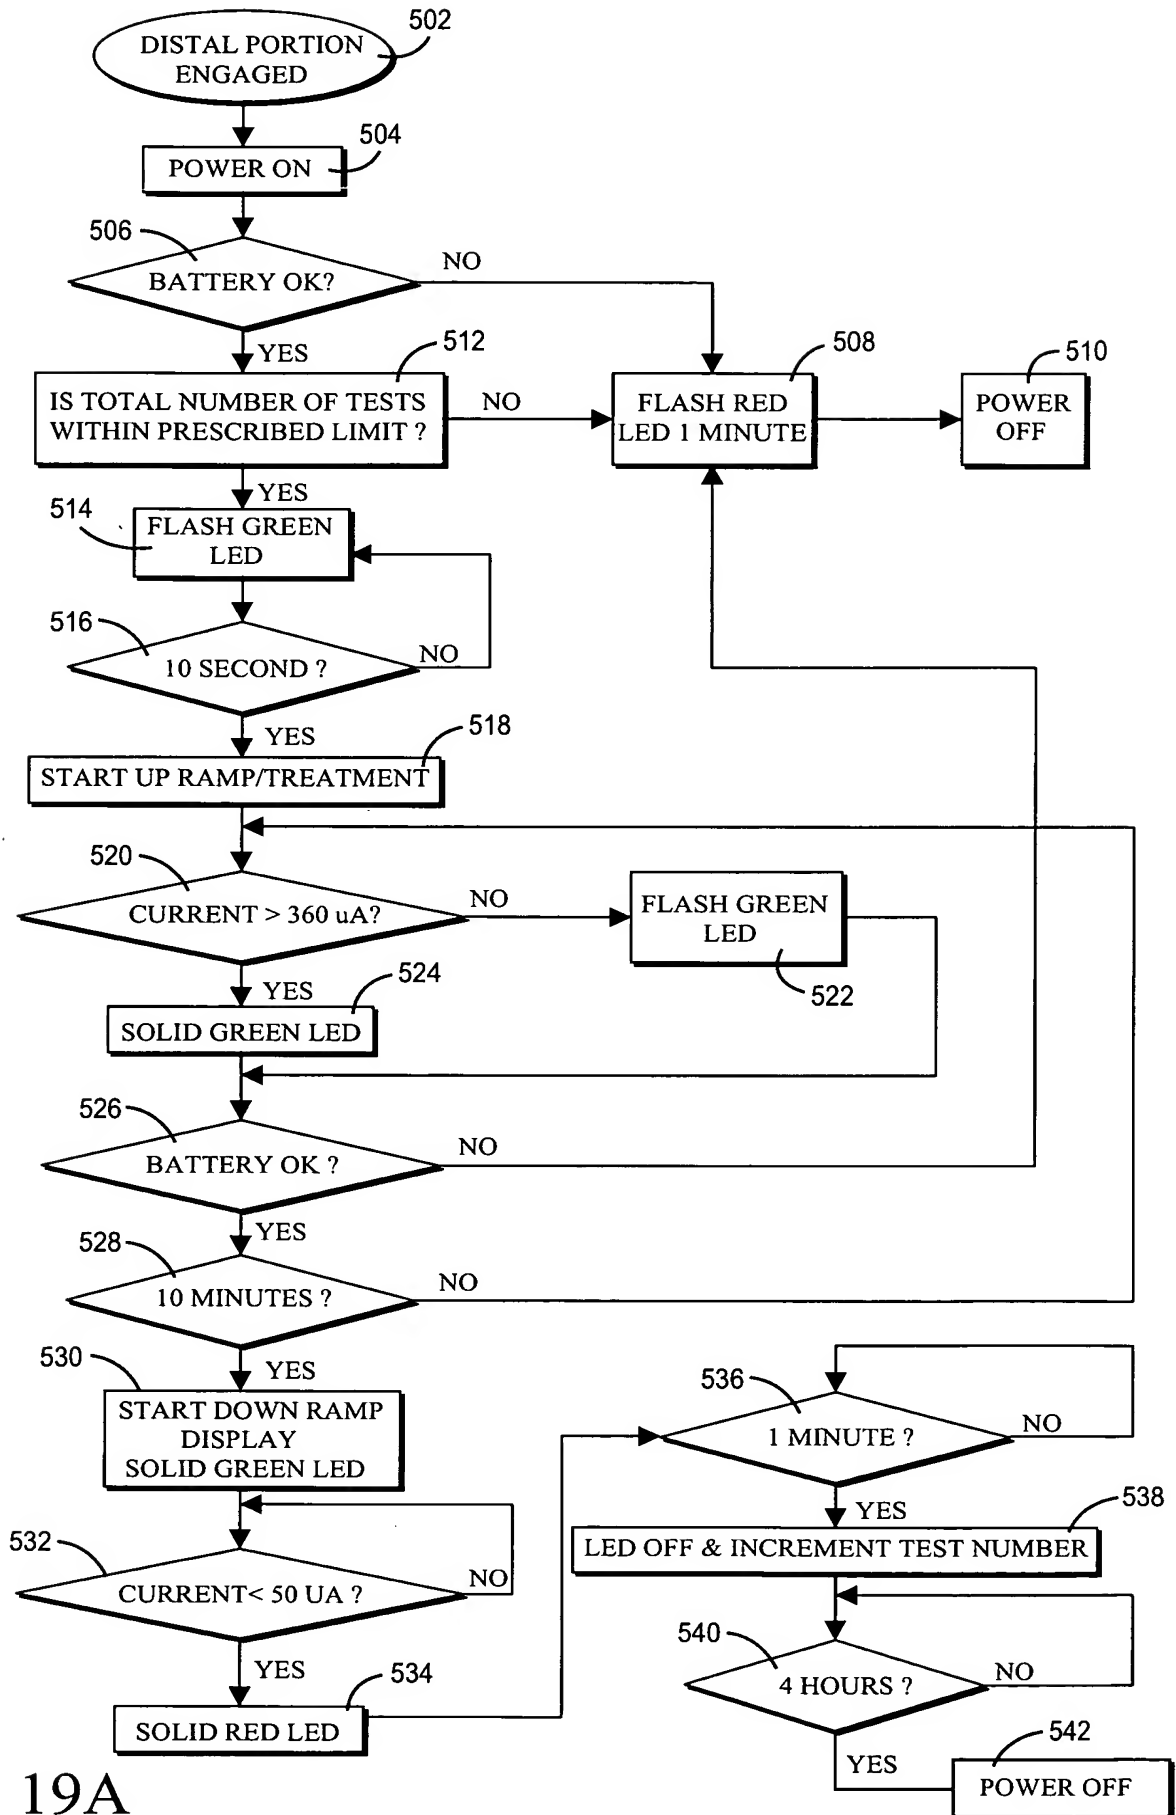 DISTAL PORTION
ENGAGED
502
POWER ON
504
506
BATTERY OK?
NO
YES
512
IS TOTAL NUMBER OF TESTS
WITHIN PRESCRIBED LIMIT ?
NO
508
FLASH RED
LED 1 MINUTE
510
POWER
OFF
YES
514
FLASH GREEN
LED
516
10 SECOND ?
NO
YES
518
START UP RAMP/TREATMENT
520
CURRENT > 360 uA?
NO
FLASH GREEN
LED
522
YES
524
SOLID GREEN LED
526
BATTERY OK ?
NO
YES
528
10 MINUTES ?
NO
YES
530
START DOWN RAMP
DISPLAY
SOLID GREEN LED
532
CURRENT< 50 UA ?
NO
YES
534
SOLID RED LED
536
1 MINUTE ?
NO
YES
538
LED OFF & INCREMENT TEST NUMBER
540
4 HOURS ?
NO
YES
542
POWER OFF
19A